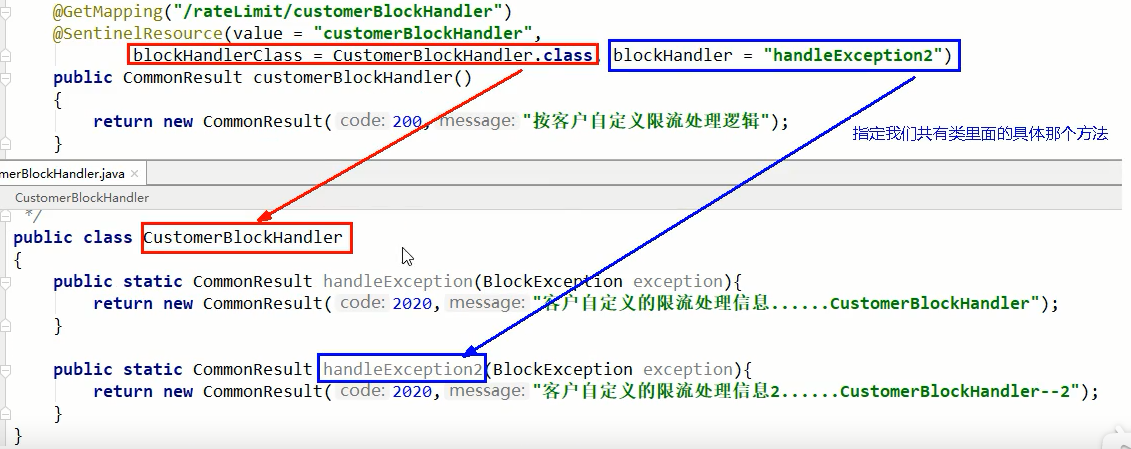 @GetMapping("/rateLimit/customerBlockHandler")
@SentinelResource(value = "customerBlockHandler",
blockHandlerClass = CustomerBlockHandler.class, blockHandler = "handleException2")
public CommonResult customerBlockHandler()
{
return new CommonResult( code: 200, message: "按客户自定义限流处理逻辑");
指定我们共有类里面的具体那个方法
}
merBlockHandler.java ×
CustomerBlockHandler
*/
public class CustomerBlockHandler
{
public static CommonResult handleException(BlockException exception){
return new CommonResult( code: 2020, message: "客户自定义的限流处理信息......CustomerBlockHandler");
}
public static CommonResult handleException2(BlockException exception){
return new CommonResult( code: 2020, message: "客户自定义的限流处理信息2......CustomerBlockHandler--2");
}
}